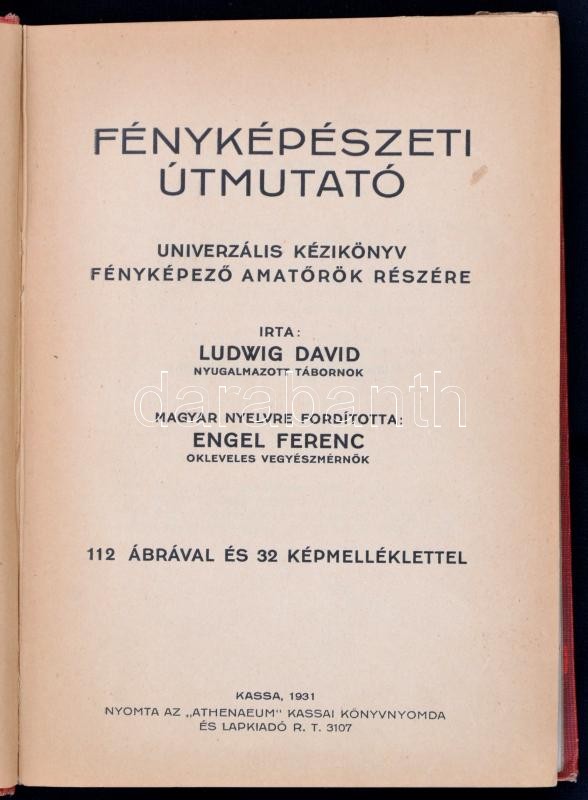 FÉNYKÉPÉSZETI
ÚTMUTATÓ
UNIVERZÁLIS KÉZIKÖNYV
FÉNYKÉPEZŐ AMATŐRÖK RÉSZÉRE
IRTA:
LUDWIG DAVID
NYUGALMAZOTT TÁBORNOK
darabanth
MAGYAR NYELVRE FORDÍTOTTA:
ENGEL FERENC
OKLEVELES VEGYÉSZMÉRNÖK
112 ÁBRÁVAL ÉS 32 KÉPMELLÉKLETTEL
KASSA, 1931
NYOMTA AZ „ATHENAEUM" KASSAI KÖNYVNYOMDA
ÉS LAPKIADÓ R. T. 3107